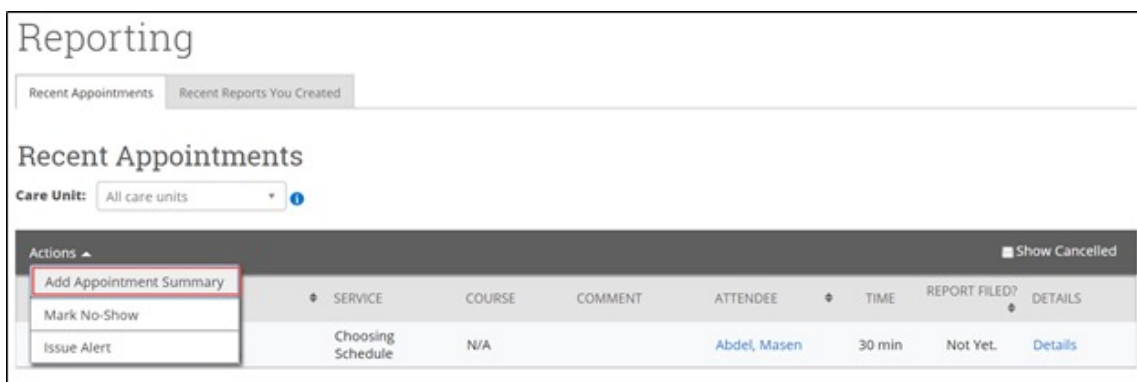 Reporting
Recent Appointments Recent Reports You Created
Recent Appointments
Care Unit: All care units
Actions Show Cancelled
Add Appointment Summary
Mark No-Show
Issue Alert
SERVICE COURSE COMMENT ATTENDEE TIME REPORT FILED? DETAILS
Choosing Schedule N/A Abdel, Masen 30 min Not Yet. Details